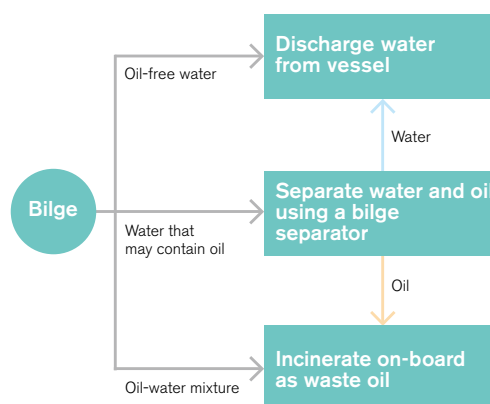 Discharge water
from vessel
Oil-free water
Water
Bilge
Separate water and oil
using a bilge
separator
Water that
may contain oil
Oil
Incinerate on-board
as waste oil
Oil-water mixture